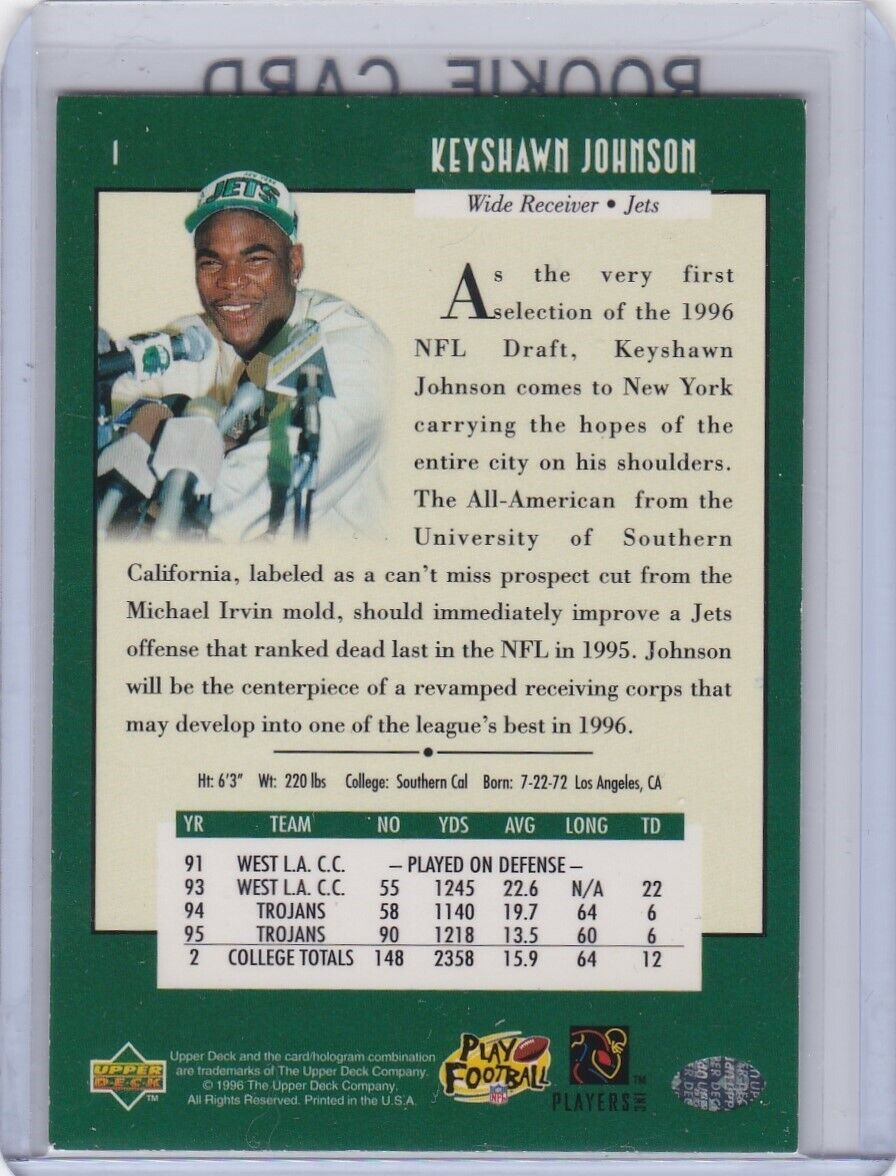 ROOKIE CARD
1
KEYSHAWN JOHNSON
Wide Receiver • Jets
JETS
As the very first
selection of the 1996
NFL Draft, Keyshawn
Johnson comes to New York
carrying the hopes of the
entire city on his shoulders.
The All-American from the
University of Southern
California, labeled as a can't miss prospect cut from the
Michael Irvin mold, should immediately improve a Jets
offense that ranked dead last in the NFL in 1995. Johnson
will be the centerpiece of a revamped receiving corps that
may develop into one of the league's best in 1996.
Ht: 6'3" Wt: 220 lbs College: Southern Cal Born: 7-22-72 Los Angeles, CA
YR TEAM NO YDS AVG LONG TD
91 WEST L.A. C.C. – PLAYED ON DEFENSE –
93 WEST L.A. C.C. 55 1245 22.6 N/A 22
94 TROJANS 58 1140 19.7 64 6
95 TROJANS 90 1218 13.5 60 6
2 COLLEGE TOTALS 148 2358 15.9 64 12
UPPER
DECK
TM
Upper Deck and the card/hologram combination
are trademarks of The Upper Deck Company.
© 1996 The Upper Deck Company.
All Rights Reserved. Printed in the U.S.A.
PLAY
FOOTBALL
NFL
PLAYERS INC
TM